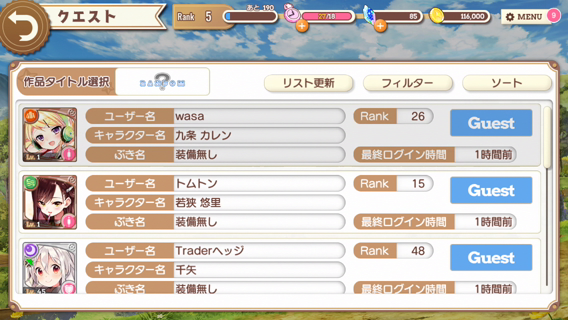 クエスト
Rank 5 あと 190 27/18 85 116,000 MENU 9
作品タイトル選択 RANDOM リスト更新 フィルター ソート
ユーザー名 wasa Rank 26 Guest
キャラクター名 九条 カレン
Lv. 1 ぶき名 装備無し 最終ログイン時間 1時間前
ユーザー名 トムトン Rank 15 Guest
キャラクター名 若狭 悠里
Lv. 1 ぶき名 装備無し 最終ログイン時間 1時間前
ユーザー名 Traderヘッジ Rank 48 Guest
キャラクター名 千矢
Lv. 45 ぶき名 装備無し 最終ログイン時間 1時間前